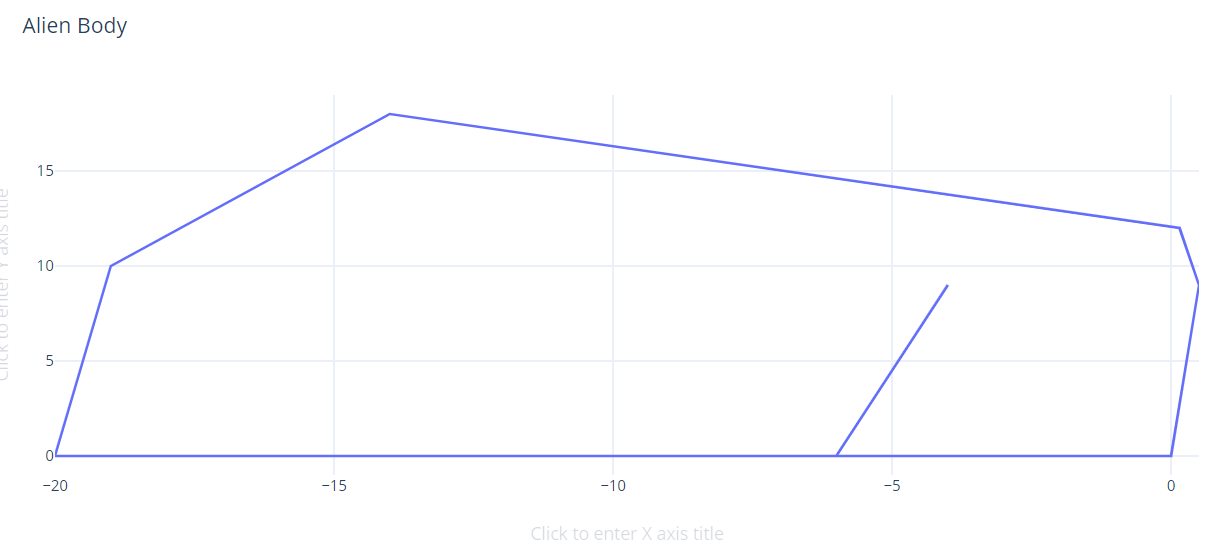 Alien Body
Click to enter Y axis title
15
10
5
0
−20 −15 −10 −5 0
Click to enter X axis title